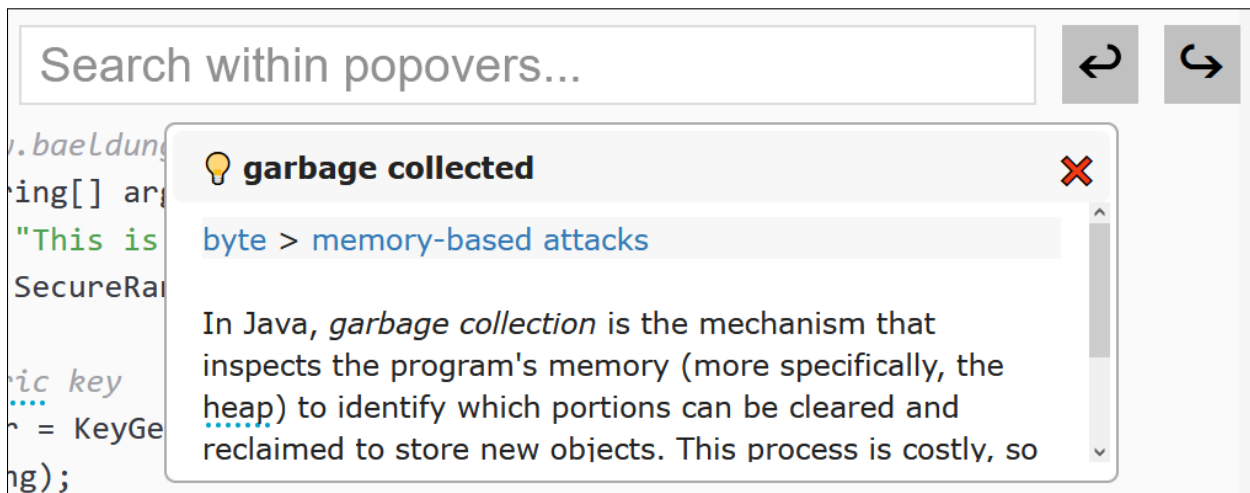 Search within popovers...
.baeldung
ring[] arg
garbage collected
"This is
byte > memory-based attacks
SecureRan
In Java, garbage collection is the mechanism that
inspects the program's memory (more specifically, the
ric key
heap) to identify which portions can be cleared and
= KeyGe
reclaimed to store new objects. This process is costly, so
ng);